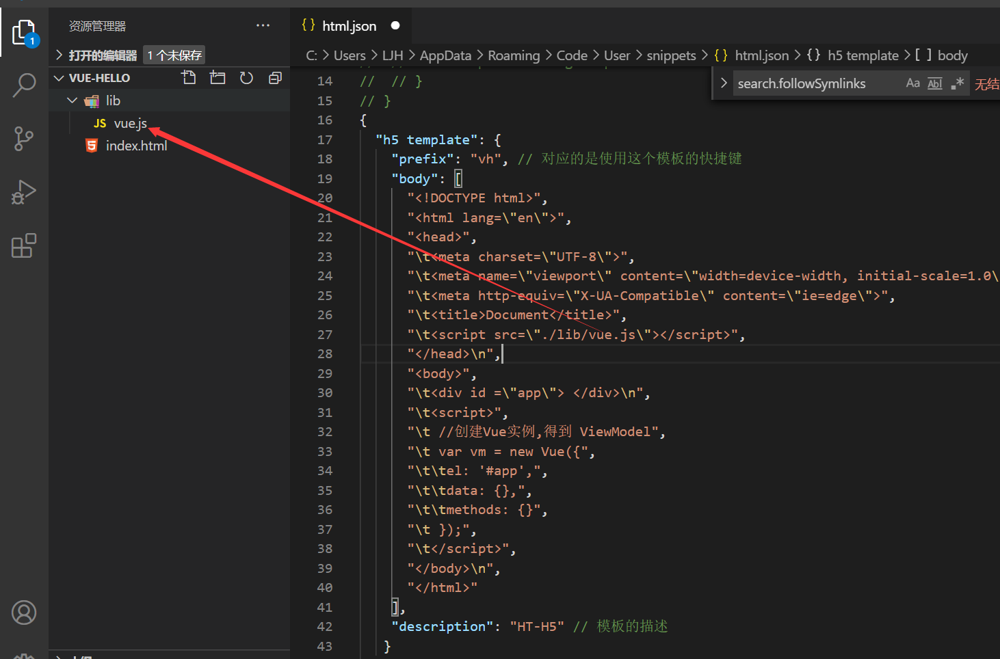 资源管理器 ···
打开的编辑器 1 个未保存
VUE-HELLO
lib
JS vue.js
index.html
1
{} html.json ●
C: > Users > LJH > AppData > Roaming > Code > User > snippets > {} html.json > {} h5 template > [ ] body
> search.followSymlinks Aa Abl .* 无结
14 // // }
15 // }
16 {
17 "h5 template": {
18 "prefix": "vh", // 对应的是使用这个模板的快捷键
19 "body": [
20 "<!DOCTYPE html>",
21 "<html lang=\"en\">",
22 "<head>",
23 "\t<meta charset=\"UTF-8\">",
24 "\t<meta name=\"viewport\" content=\"width=device-width, initial-scale=1.0\
25 "\t<meta http-equiv=\"X-UA-Compatible\" content=\"ie=edge\">",
26 "\t<title>Document</title>",
27 "\t<script src=\"./lib/vue.js\"></script>",
28 "</head>\n",
29 "<body>",
30 "\t<div id =\"app\"> </div>\n",
31 "\t<script>",
32 "\t //创建Vue实例,得到 ViewModel",
33 "\t var vm = new Vue({",
34 "\t\tel: '#app',",
35 "\t\tdata: {},",
36 "\t\tmethods: {}",
37 "\t });",
38 "\t</script>",
39 "</body>\n",
40 "</html>"
41 ],
42 "description": "HT-H5" // 模板的描述
43 }